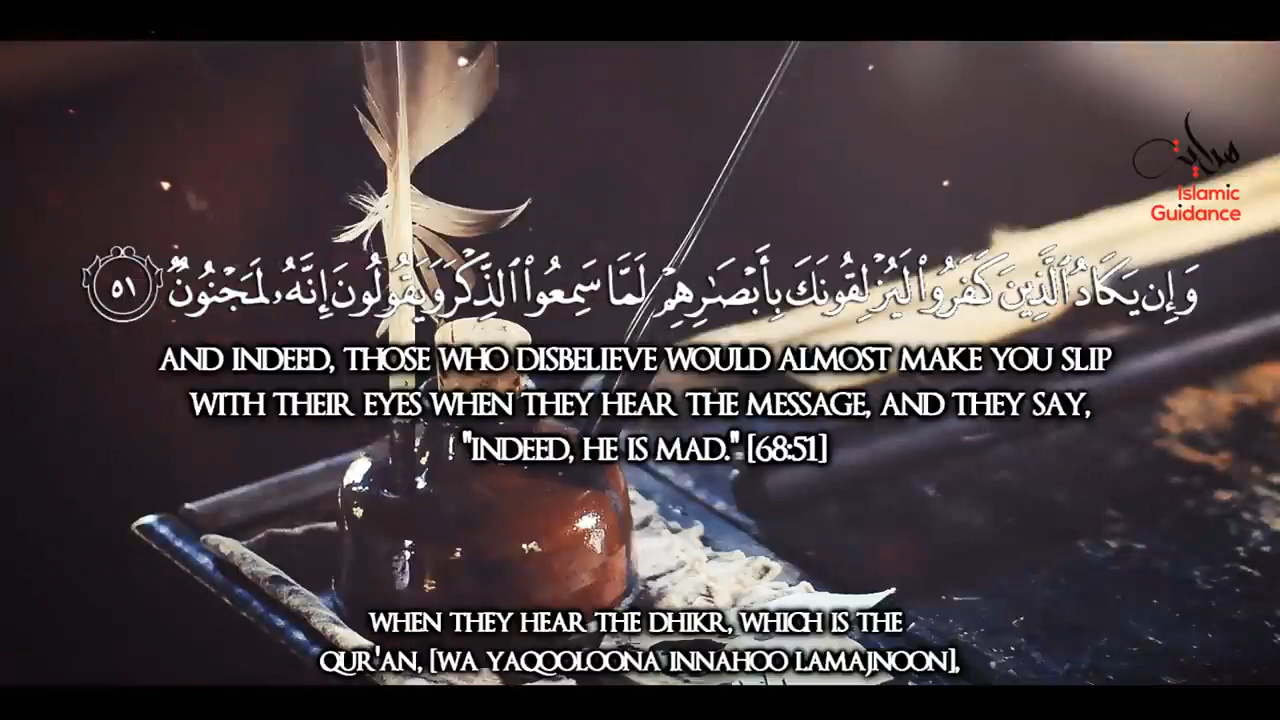 هداية
Islamic
Guidance
وَإِن يَكَادُ ٱلَّذِينَ كَفَرُوا۟ لَيُزْلِقُونَكَ بِأَبْصَـٰرِهِمْ لَمَّا سَمِعُوا۟ ٱلذِّكْرَ وَيَقُولُونَ إِنَّهُۥ لَمَجْنُونٌ ٥١
AND INDEED, THOSE WHO DISBELIEVE WOULD ALMOST MAKE YOU SLIP
WITH THEIR EYES WHEN THEY HEAR THE MESSAGE, AND THEY SAY,
"INDEED, HE IS MAD." [68:51]
WHEN THEY HEAR THE DHIKR, WHICH IS THE
QUR'AN, [WA YAQOOLOONA INNAHOO LAMAJNOON],